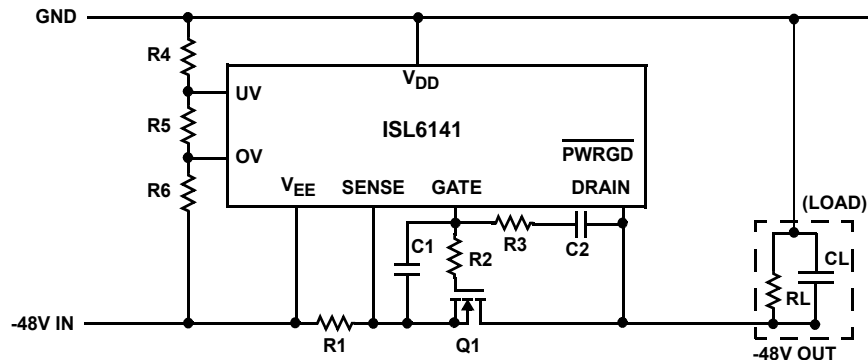 GND
R4
V_DD
UV
R5
ISL6141
OV
PWRGD
R6
V_EE SENSE GATE DRAIN
(LOAD)
C1
R2
R3
C2
CL
RL
-48V IN
R1
Q1
-48V OUT